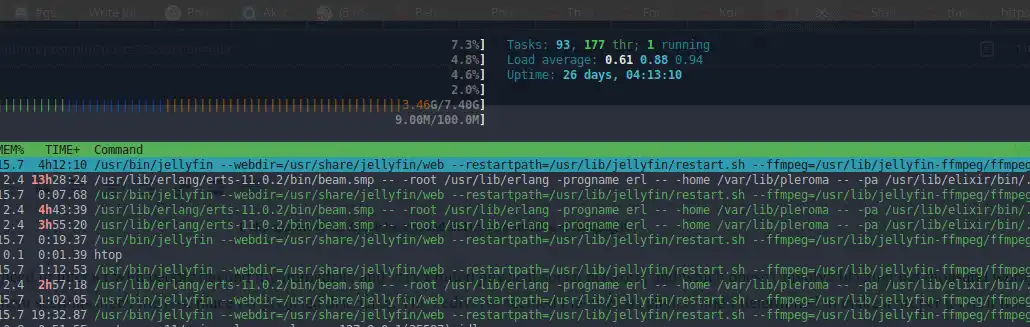 7.3%] Tasks: 93, 177 thr; 1 running
4.8%] Load average: 0.61 0.88 0.94
4.6%] Uptime: 26 days, 04:13:10
2.0%]
3.46G/7.40G]
9.00M/100.0M]
MEM% TIME+ Command
15.7 4h12:10 /usr/bin/jellyfin --webdir=/usr/share/jellyfin/web --restartpath=/usr/lib/jellyfin/restart.sh --ffmpeg=/usr/lib/jellyfin-ffmpeg/ffmpeg
2.4 13h28:24 /usr/lib/erlang/erts-11.0.2/bin/beam.smp -- -root /usr/lib/erlang -progname erl -- -home /var/lib/pleroma -- -pa /usr/lib/elixir/bin/.
15.7 0:07.68 /usr/bin/jellyfin --webdir=/usr/share/jellyfin/web --restartpath=/usr/lib/jellyfin/restart.sh --ffmpeg=/usr/lib/jellyfin-ffmpeg/ffmpeg
2.4 4h43:39 /usr/lib/erlang/erts-11.0.2/bin/beam.smp -- -root /usr/lib/erlang -progname erl -- -home /var/lib/pleroma -- -pa /usr/lib/elixir/bin/.
2.4 3h55:20 /usr/lib/erlang/erts-11.0.2/bin/beam.smp -- -root /usr/lib/erlang -progname erl -- -home /var/lib/pleroma -- -pa /usr/lib/elixir/bin/.
15.7 0:19.37 /usr/bin/jellyfin --webdir=/usr/share/jellyfin/web --restartpath=/usr/lib/jellyfin/restart.sh --ffmpeg=/usr/lib/jellyfin-ffmpeg/ffmpeg
0.1 0:01.39 htop
15.7 1:12.53 /usr/bin/jellyfin --webdir=/usr/share/jellyfin/web --restartpath=/usr/lib/jellyfin/restart.sh --ffmpeg=/usr/lib/jellyfin-ffmpeg/ffmpeg
2.4 2h57:18 /usr/lib/erlang/erts-11.0.2/bin/beam.smp -- -root /usr/lib/erlang -progname erl -- -home /var/lib/pleroma -- -pa /usr/lib/elixir/bin/.
15.7 1:02.05 /usr/bin/jellyfin --webdir=/usr/share/jellyfin/web --restartpath=/usr/lib/jellyfin/restart.sh --ffmpeg=/usr/lib/jellyfin-ffmpeg/ffmpeg
15.7 19:32.87 /usr/bin/jellyfin --webdir=/usr/share/jellyfin/web --restartpath=/usr/lib/jellyfin/restart.sh --ffmpeg=/usr/lib/jellyfin-ffmpeg/ffmpeg